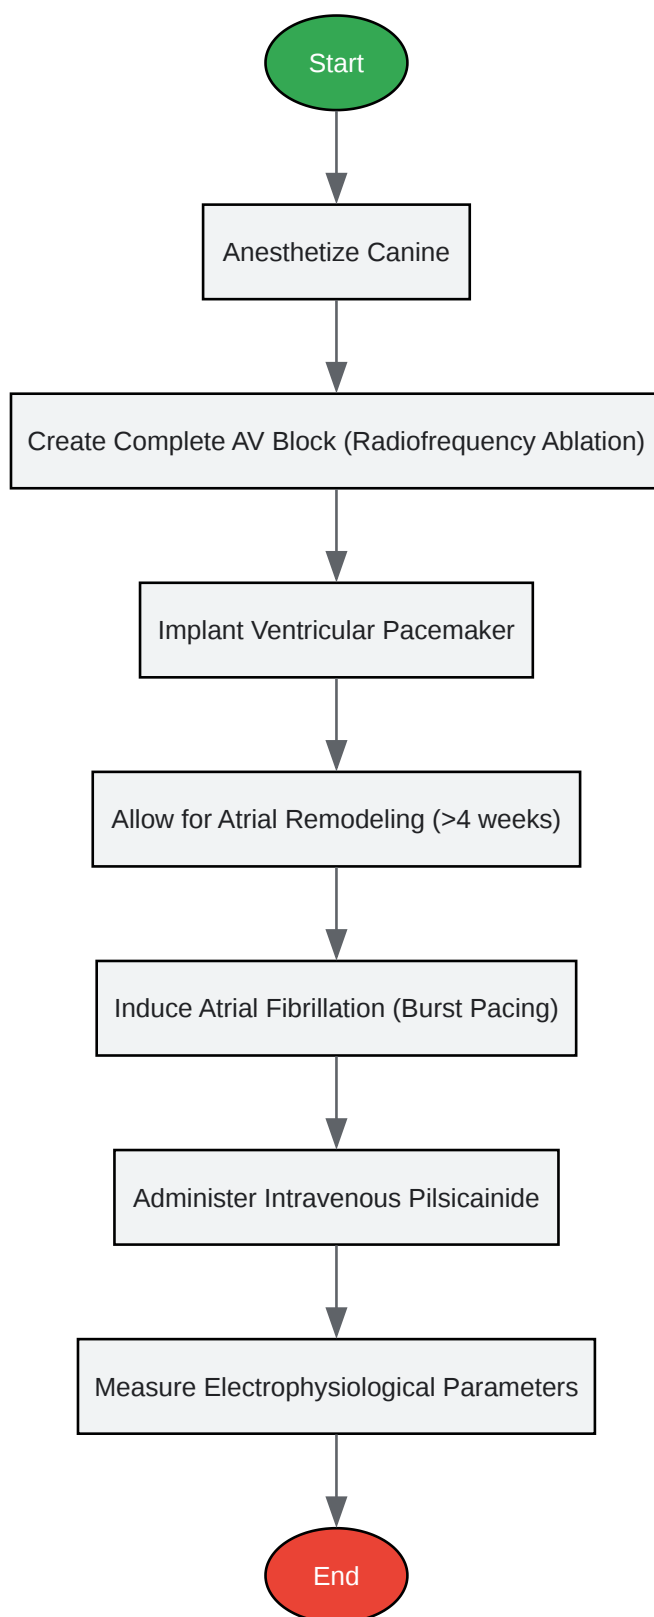 Start
Anesthetize Canine
Create Complete AV Block (Radiofrequency Ablation)
Implant Ventricular Pacemaker
Allow for Atrial Remodeling (>4 weeks)
Induce Atrial Fibrillation (Burst Pacing)
Administer Intravenous Pilsicainide
Measure Electrophysiological Parameters
End